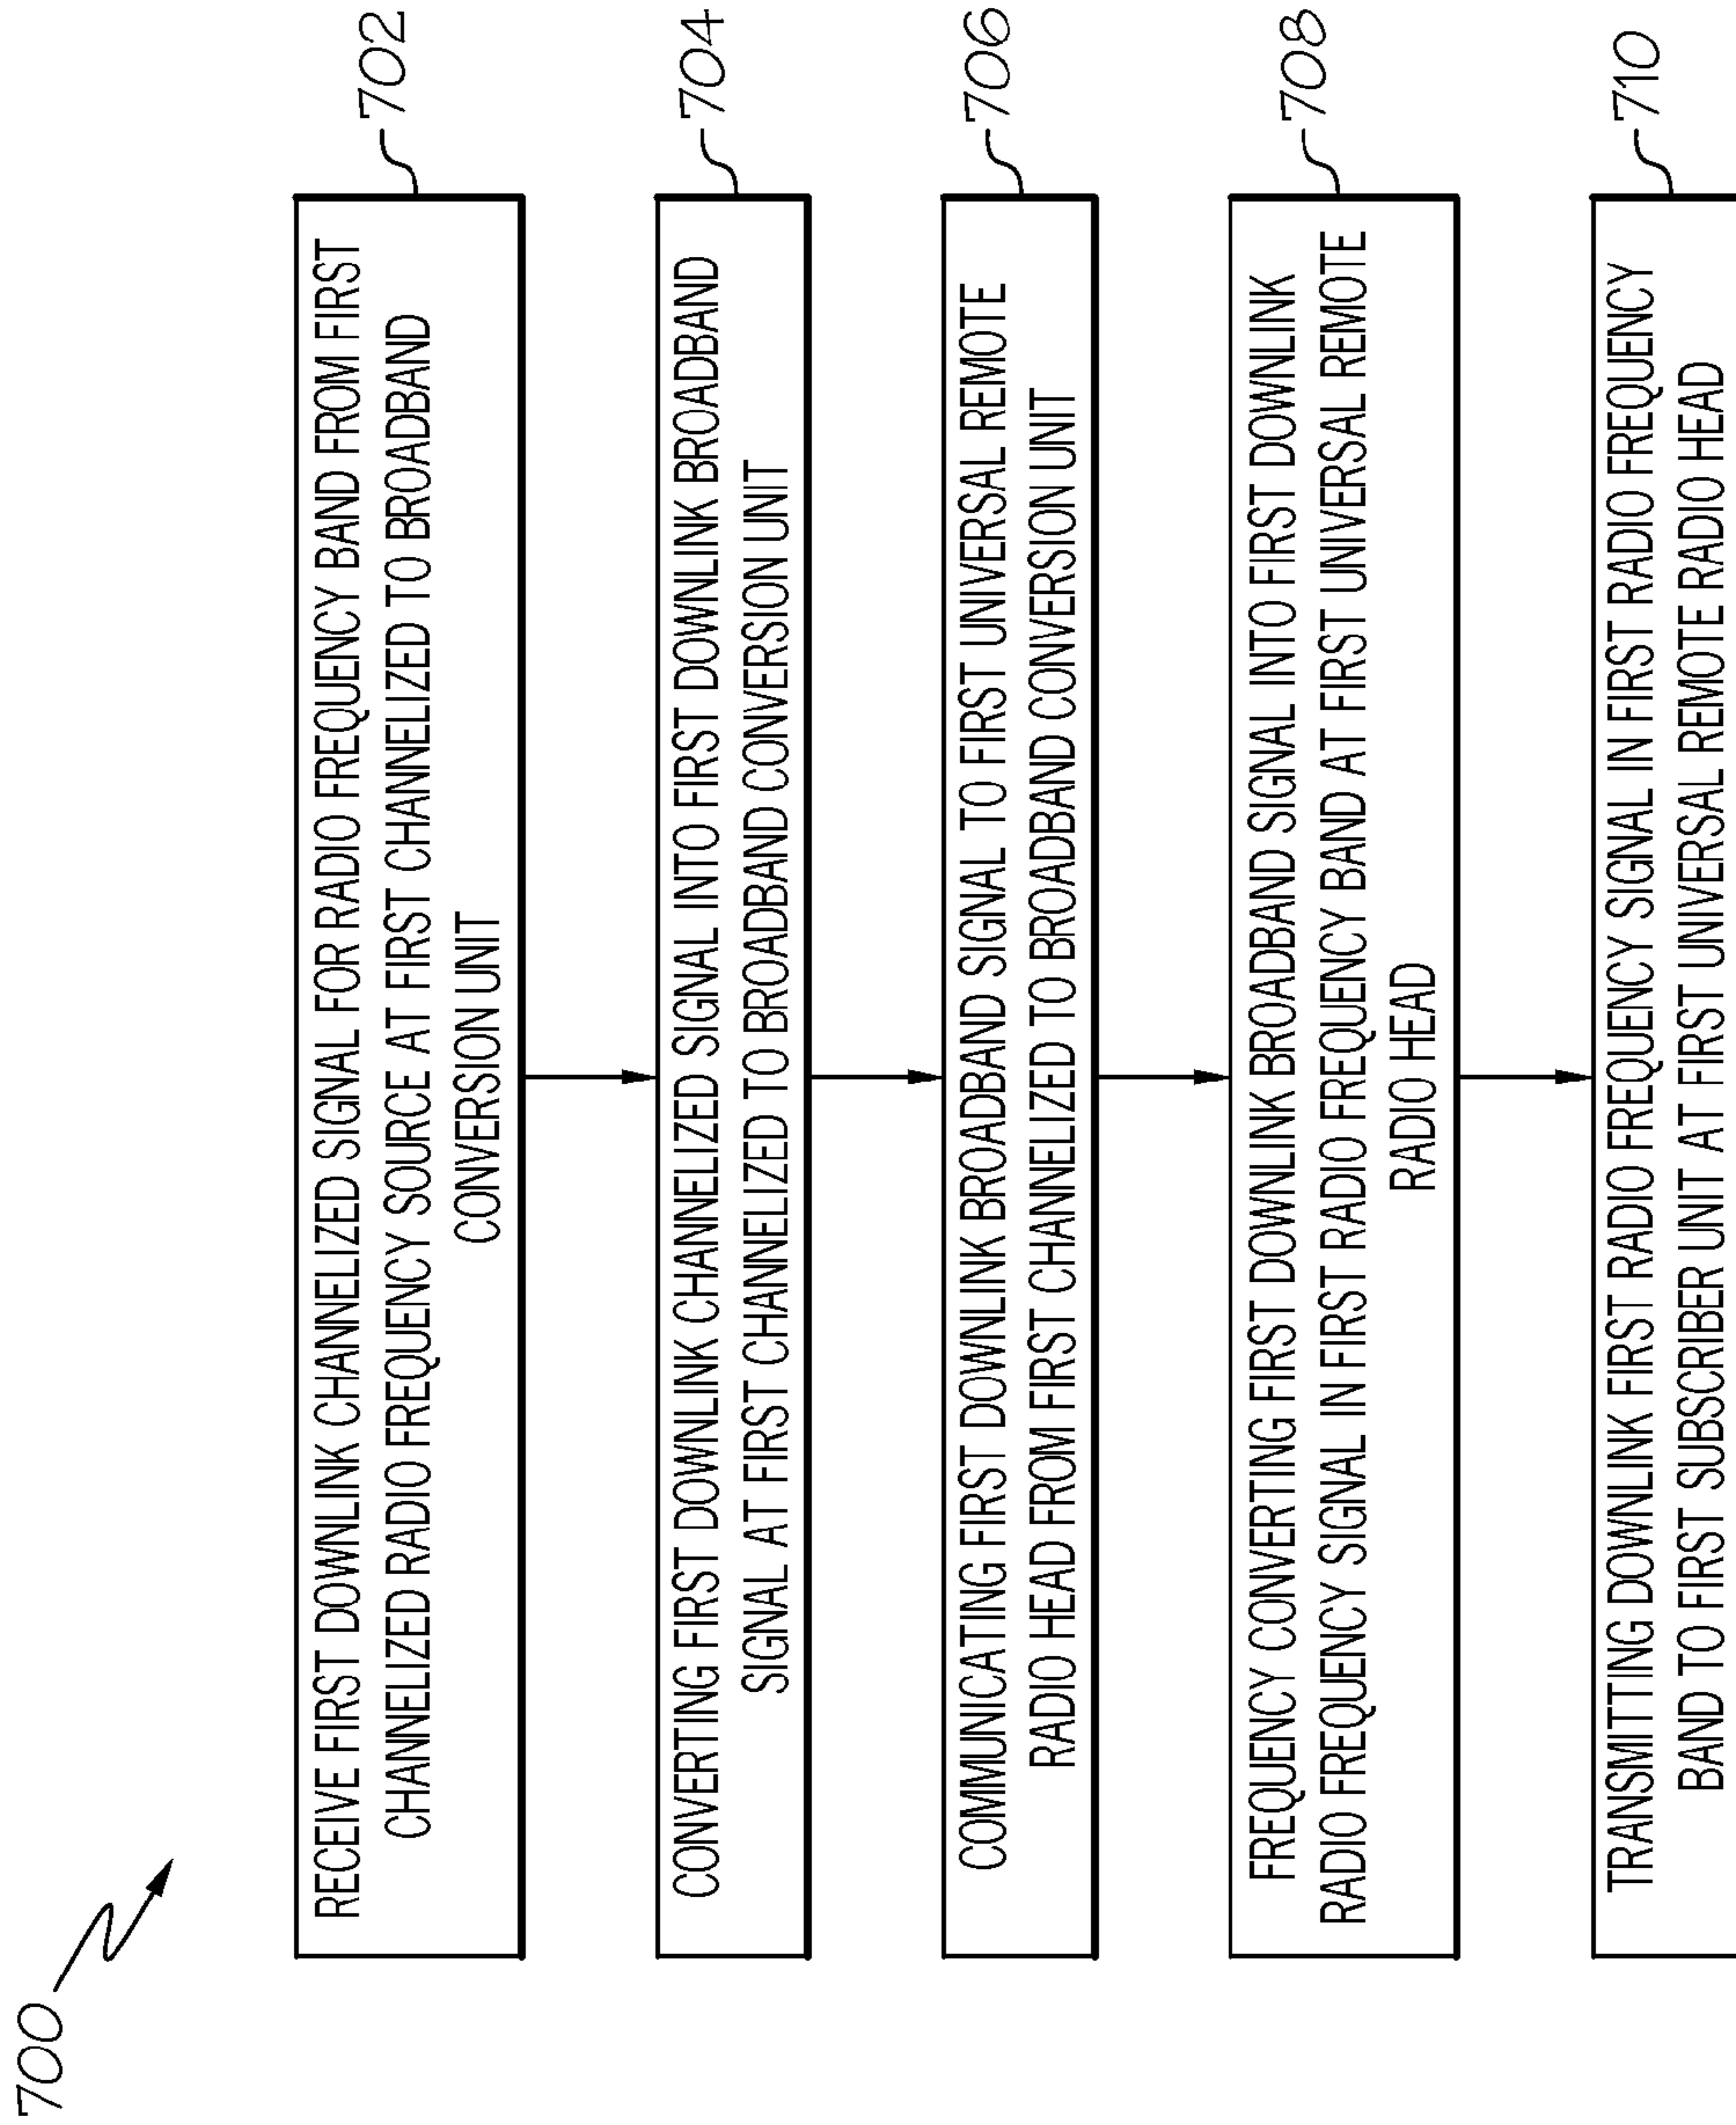 700
RECEIVE FIRST DOWNLINK CHANNELIZED SIGNAL FOR RADIO FREQUENCY BAND FROM FIRST
CHANNELIZED RADIO FREQUENCY SOURCE AT FIRST CHANNELIZED TO BROADBAND
CONVERSION UNIT
702
CONVERTING FIRST DOWNLINK CHANNELIZED SIGNAL INTO FIRST DOWNLINK BROADBAND
SIGNAL AT FIRST CHANNELIZED TO BROADBAND CONVERSION UNIT
704
COMMUNICATING FIRST DOWNLINK BROADBAND SIGNAL TO FIRST UNIVERSAL REMOTE
RADIO HEAD FROM FIRST CHANNELIZED TO BROADBAND CONVERSION UNIT
706
FREQUENCY CONVERTING FIRST DOWNLINK BROADBAND SIGNAL INTO FIRST DOWNLINK
RADIO FREQUENCY SIGNAL IN FIRST RADIO FREQUENCY BAND AT FIRST UNIVERSAL REMOTE
RADIO HEAD
708
TRANSMITTING DOWNLINK FIRST RADIO FREQUENCY SIGNAL IN FIRST RADIO FREQUENCY
BAND TO FIRST SUBSCRIBER UNIT AT FIRST UNIVERSAL REMOTE RADIO HEAD
710